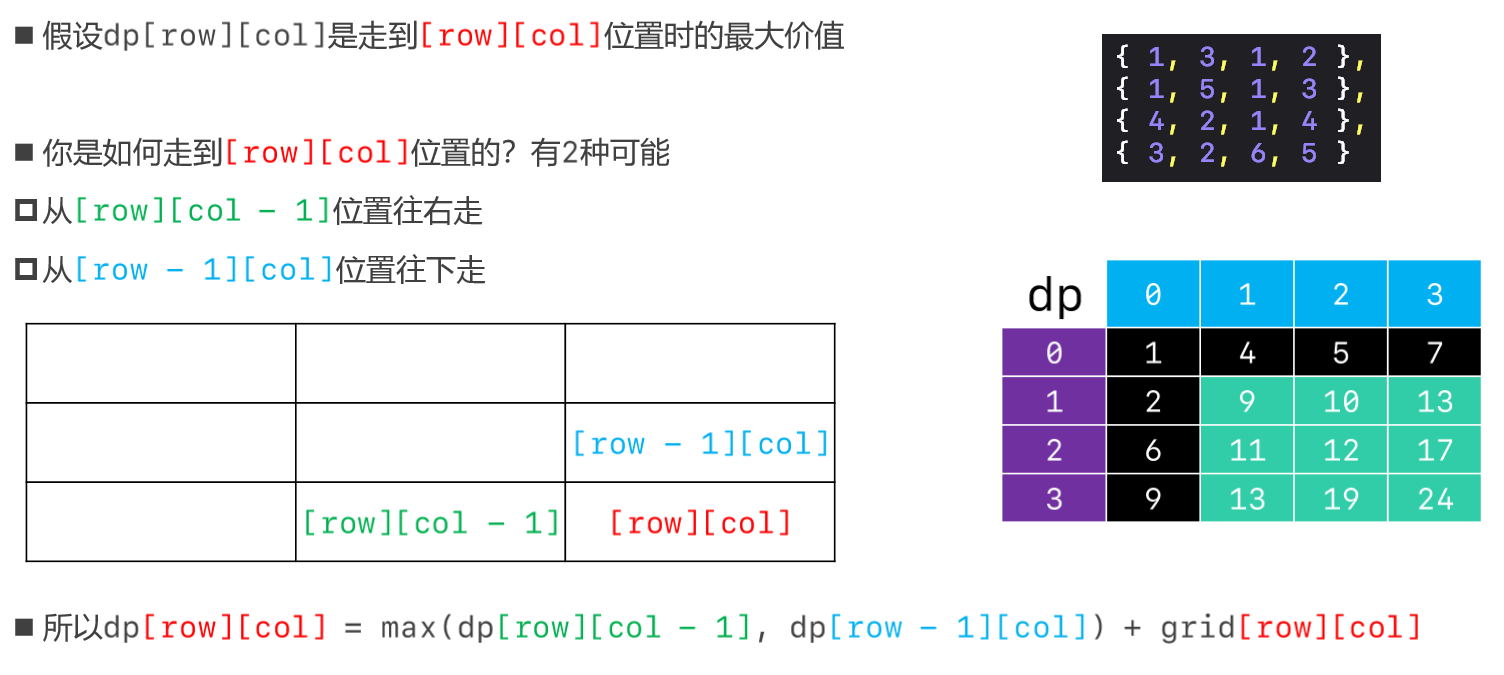 ■ 假设dp[row][col]是走到[row][col]位置时的最大价值
{ 1, 3, 1, 2 },
{ 1, 5, 1, 3 },
{ 4, 2, 1, 4 },
{ 3, 2, 6, 5 }
■ 你是如何走到[row][col]位置的？有2种可能
从[row][col - 1]位置往右走
从[row - 1][col]位置往下走
[row - 1][col]
[row][col - 1] [row][col]
dp 0 1 2 3
0 1 4 5 7
1 2 9 10 13
2 6 11 12 17
3 9 13 19 24
■ 所以dp[row][col] = max(dp[row][col - 1], dp[row - 1][col]) + grid[row][col]